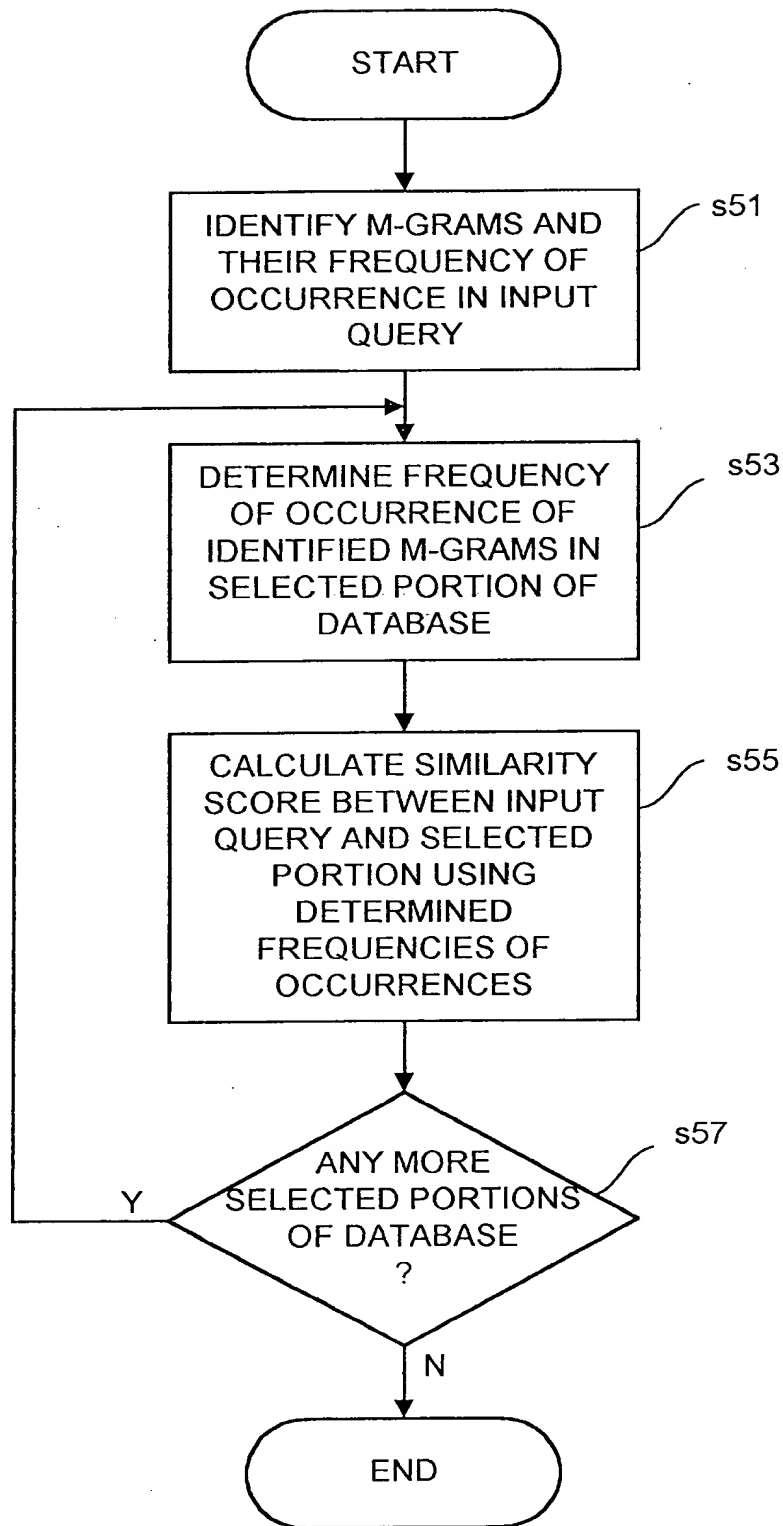 START
IDENTIFY M-GRAMS AND
THEIR FREQUENCY OF
OCCURRENCE IN INPUT
QUERY
s51
DETERMINE FREQUENCY
OF OCCURRENCE OF
IDENTIFIED M-GRAMS IN
SELECTED PORTION OF
DATABASE
s53
CALCULATE SIMILARITY
SCORE BETWEEN INPUT
QUERY AND SELECTED
PORTION USING
DETERMINED
FREQUENCIES OF
OCCURRENCES
s55
ANY MORE
SELECTED PORTIONS
OF DATABASE
?
s57
Y
N
END